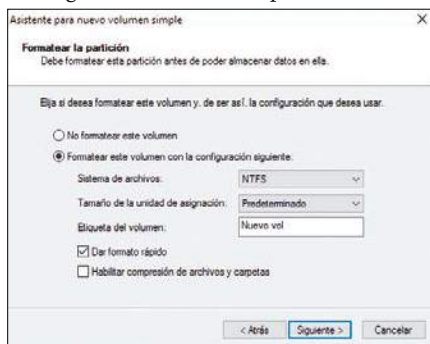 Asistente para nuevo volumen simple
Formatear la partición
Debe formatear esta partición antes de poder almacenar datos en ella.
Elija si desea formatear este volumen y, de ser así, la configuración que desea usar.
No formatear este volumen
Formatear este volumen con la configuración siguiente:
Sistema de archivos: NTFS
Tamaño de la unidad de asignación: Predeterminado
Etiqueta del volumen: Nuevo vol
Dar formato rápido
Habilitar compresión de archivos y carpetas
< Atrás Siguiente > Cancelar